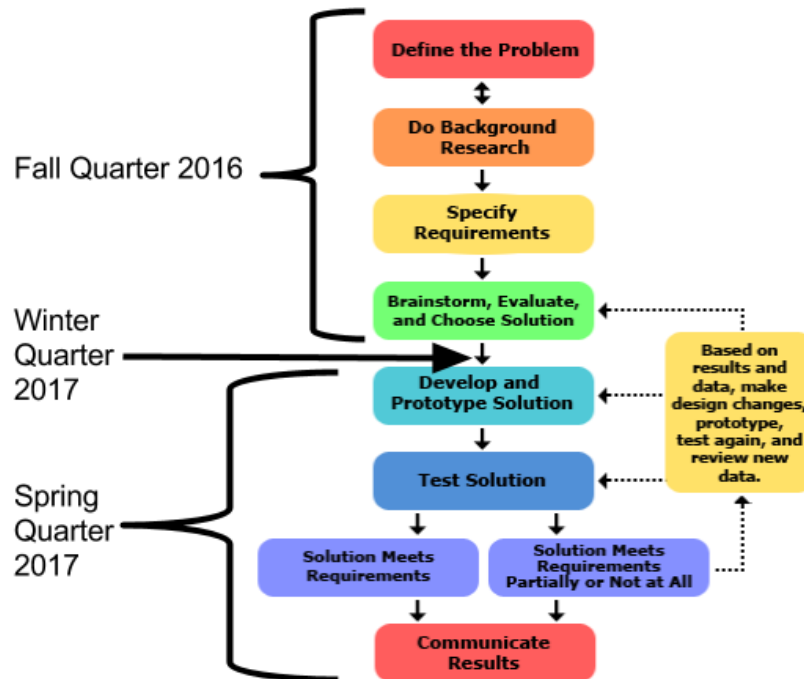 Define the Problem
Do Background
Research
Fall Quarter 2016
Specify
Requirements
Brainstorm, Evaluate,
and Choose Solution
Winter
Quarter
2017
Develop and
Prototype Solution
Based on
results and
data, make
design changes,
prototype,
test again, and
review new
data.
Test Solution
Spring
Quarter
2017
Solution Meets
Requirements
Solution Meets
Requirements
Partially or Not at All
Communicate
Results